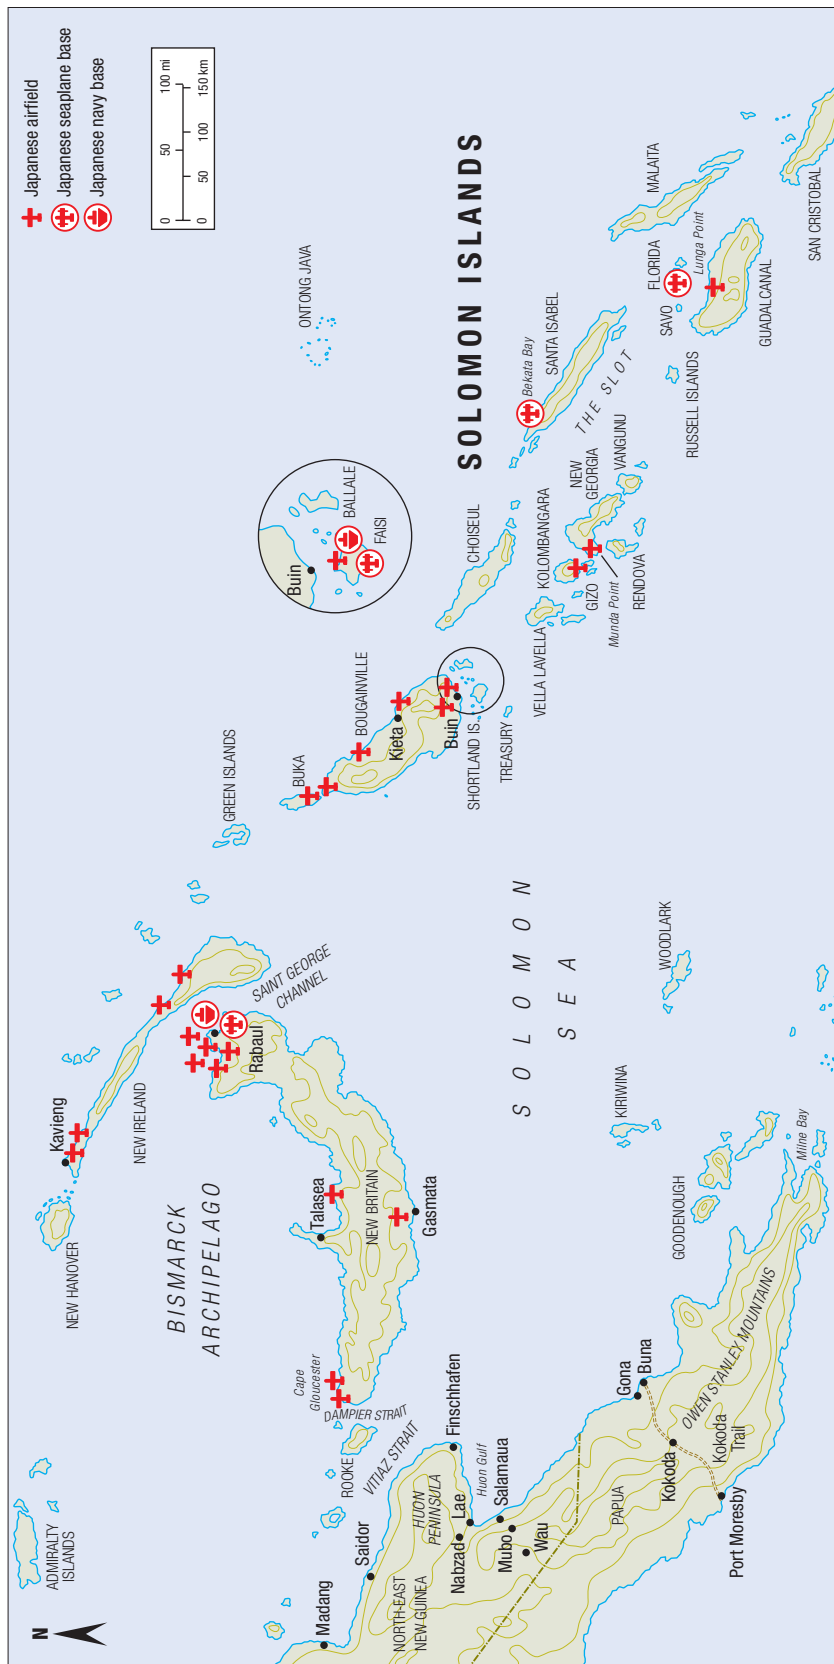 Japanese airfield
Japanese seaplane base
Japanese navy base
0 50 100 mi
0 50 100 150 km
N
ADMIRALTY
ISLANDS
NEW HANOVER
Kavieng
NEW IRELAND
BISMARCK
ARCHIPELAGO
Rabaul
SAINT GEORGE
CHANNEL
GREEN ISLANDS
ONTONG JAVA
Talasea
NEW BRITAIN
Gasmata
Cape
Gloucester
DAMPIER STRAIT
ROOKE
VITIAZ STRAIT
Madang
Saidor
NORTH-EAST
NEW GUINEA
HUON
PENINSULA
Finschhafen
Nabzad
Lae
Huon Gulf
Salamaua
Mubo
Wau
BUKA
BOUGAINVILLE
Kieta
Buin
SHORTLAND IS.
TREASURY
Buin
BALLALE
FAISI
SOLOMON ISLANDS
CHOISEUL
VELLA LAVELLA
KOLOMBANGARA
GIZO
Munda Point
RENDOVA
NEW
GEORGIA
VANGUNU
Bekata Bay
SANTA ISABEL
THE SLOT
RUSSELL ISLANDS
SAVO
FLORIDA
Lunga Point
GUADALCANAL
MALAITA
SAN CRISTOBAL
SOLOMON
SEA
WOODLARK
KIRIWINA
GOODENOUGH
Milne Bay
Gona
Buna
OWEN STANLEY MOUNTAINS
PAPUA
Kokoda
Kokoda
Trail
Port Moresby